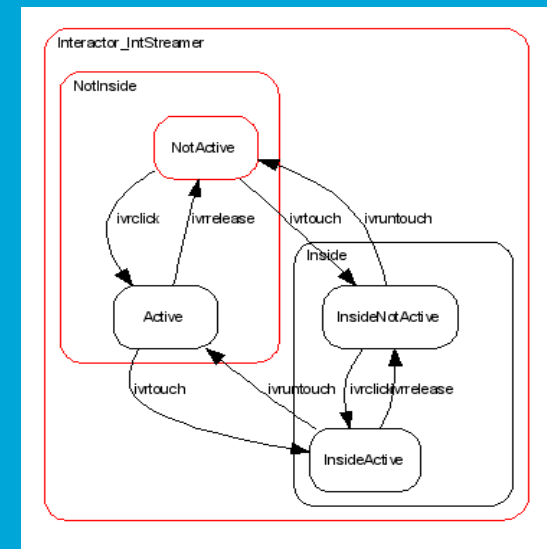 Interactor_IntStreamer
NotInside
NotActive
ivrclick
ivrrelease
ivrtouch
ivruntouch
Inside
Active
InsideNotActive
ivrtouch
ivruntouch
ivrclick
ivrrelease
InsideActive